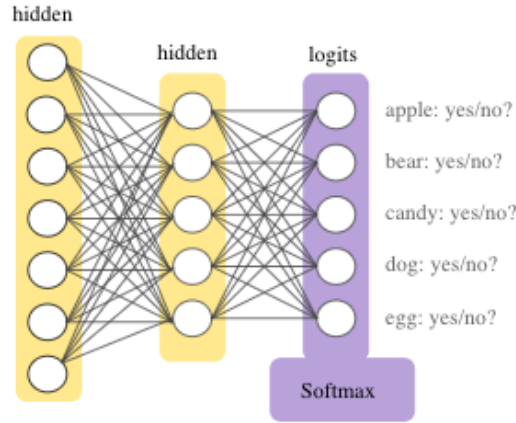 hidden
hidden
logits
apple: yes/no?
bear: yes/no?
candy: yes/no?
dog: yes/no?
egg: yes/no?
Softmax